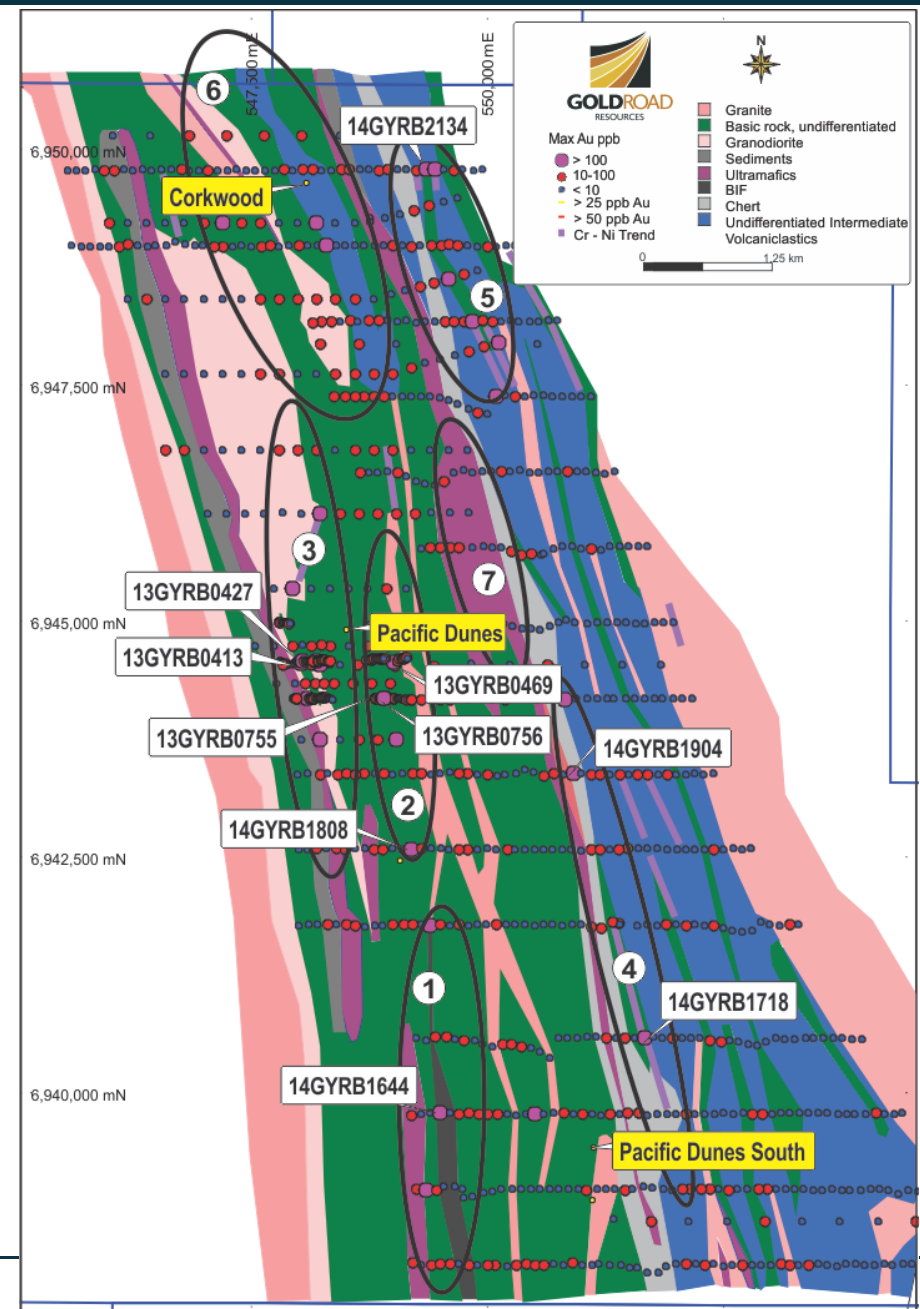 547,500 mE
550,000 mE
6
14GYRB2134
6,950,000 mN
Corkwood
GOLDROAD
RESOURCES
N
Max Au ppb
> 100
10-100
< 10
> 25 ppb Au
> 50 ppb Au
Cr - Ni Trend
Granite
Basic rock, undifferentiated
Granodiorite
Sediments
Ultramafics
BIF
Chert
Undifferentiated Intermediate
Volcaniclastics
0
1.25 km
5
6,947,500 mN
3
7
13GYRB0427
6,945,000 mN
Pacific Dunes
13GYRB0413
13GYRB0469
13GYRB0755
13GYRB0756
14GYRB1904
2
14GYRB1808
6,942,500 mN
4
1
14GYRB1718
14GYRB1644
6,940,000 mN
Pacific Dunes South